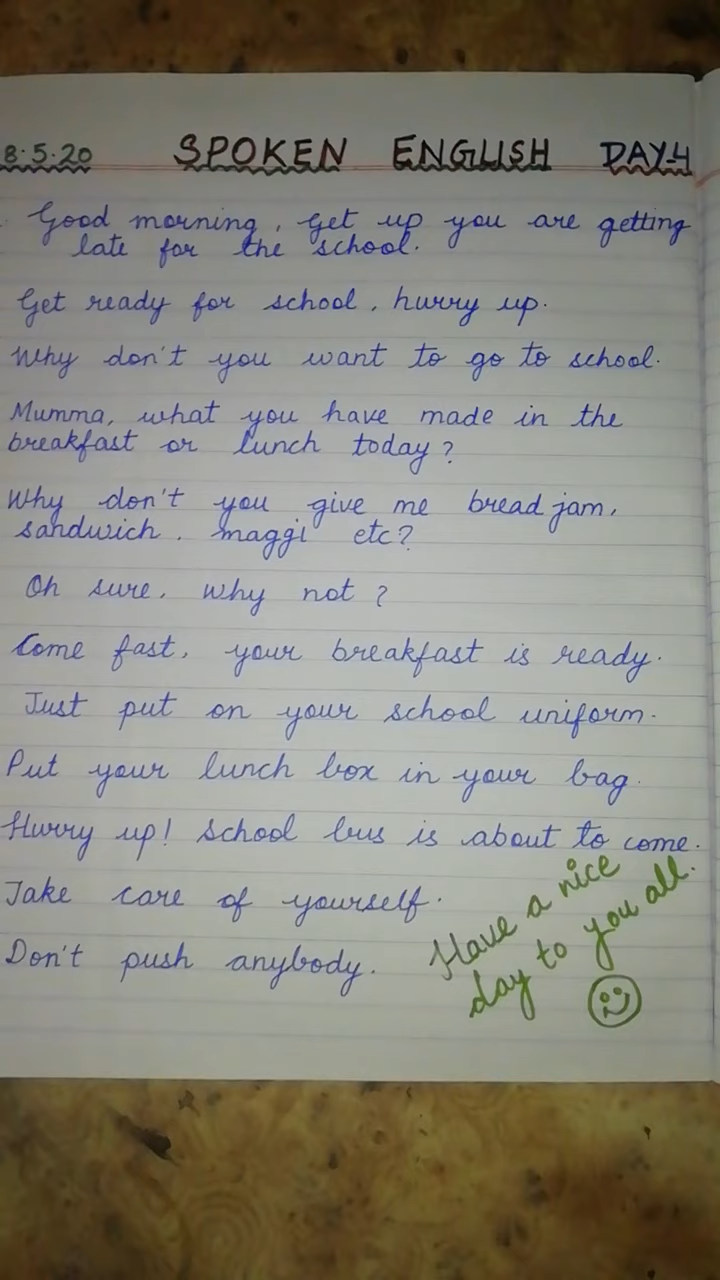 8.5.20 SPOKEN ENGLISH DAY-4
Good morning, Get up you are getting
late for the school.
Get ready for school, hurry up.
Why don't you want to go to school.
Mumma, what you have made in the
breakfast or lunch today?
Why don't you give me bread jam,
sandwich, maggi etc?
Oh sure, why not?
Come fast, your breakfast is ready.
Just put on your school uniform.
Put your lunch box in your bag.
Hurry up! School bus is about to come.
Take care of yourself.
Don't push anybody.
Have a nice
day to you all.